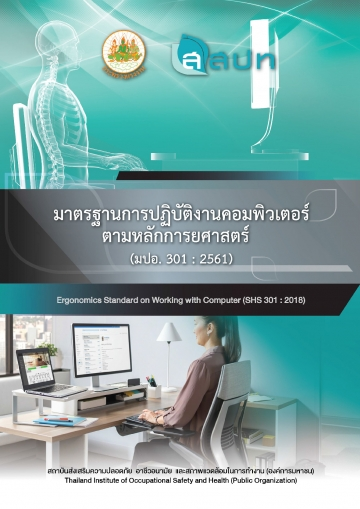 สสปท
มาตรฐานการปฏิบัติงานคอมพิวเตอร์
ตามหลักการยศาสตร์
(มปอ. 301 : 2561)
Ergonomics Standard on Working with Computer (SHS 301 : 2018)
สถาบันส่งเสริมความปลอดภัย อาชีวอนามัย และสภาพแวดล้อมในการทำงาน (องค์การมหาชน)
Thailand Institute of Occupational Safety and Health (Public Organization)